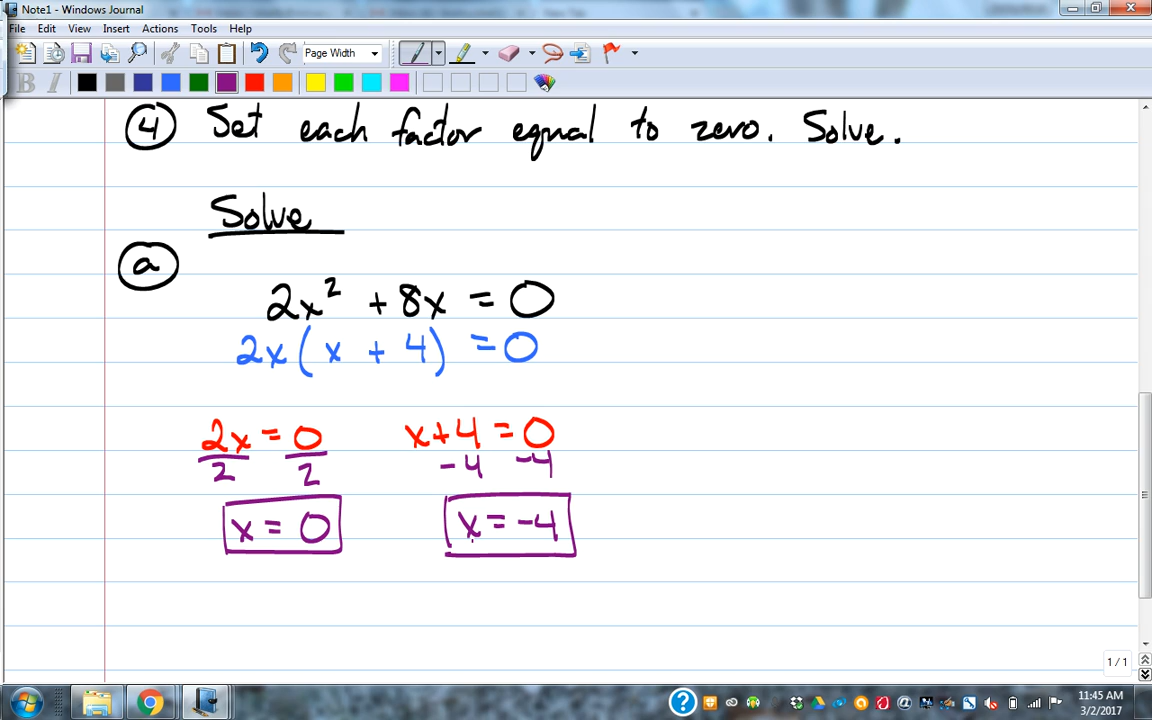 Note1 - Windows Journal
File Edit View Insert Actions Tools Help
Page Width
B I
④ Set each factor equal to zero. Solve.
Solve
ⓐ
2x² + 8x = 0
2x(x + 4) = 0
2x = 0 x+4 = 0
2 2 -4 -4
x = 0 x = -4
1 / 1
11:45 AM
3/2/2017